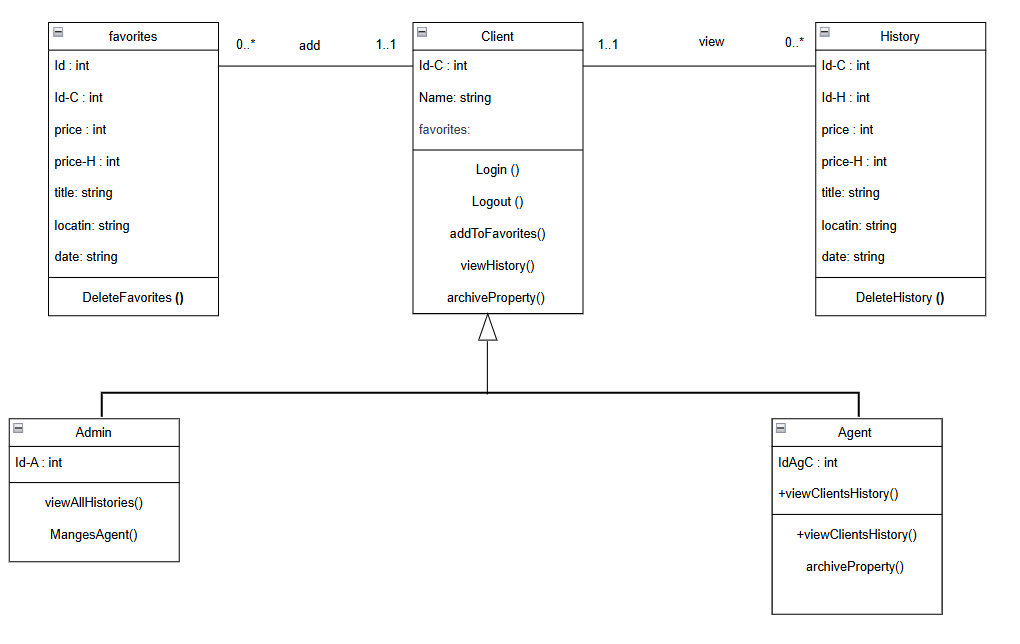 favorites
Id : int
Id-C : int
price : int
price-H : int
title: string
locatin: string
date: string
DeleteFavorites ()
0..*
add
1..1
Client
Id-C : int
Name: string
favorites:
Login ()
Logout ()
addToFavorites()
viewHistory()
archiveProperty()
1..1
view
0..*
History
Id-C : int
Id-H : int
price : int
price-H : int
title: string
locatin: string
date: string
DeleteHistory ()
Admin
Id-A : int
viewAllHistories()
MangesAgent()
Agent
IdAgC : int
+viewClientsHistory()
+viewClientsHistory()
archiveProperty()